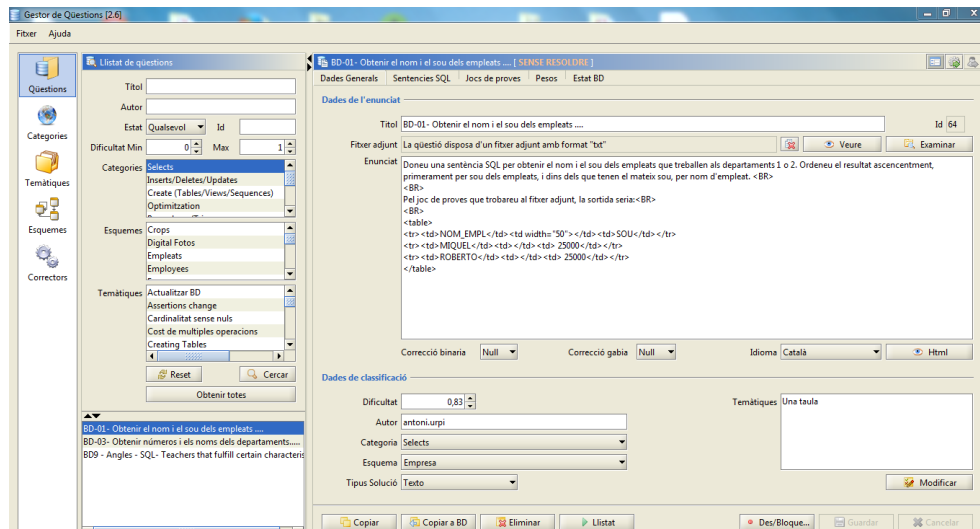 Gestor de Qüestions [2.6]
Fitxer Ajuda
Qüestions
Categories
Temàtiques
Esquemes
Correctors
Llistat de qüestions
Títol
Autor
Estat Qualsevol Id
Dificultat Min 0 Max 1
Categories Selects
Inserts/Deletes/Updates
Create (Tables/Views/Sequences)
Optimitzation
Esquemes Crops
Digital Fotos
Empleats
Employees
Temàtiques Actualitzar BD
Assertions change
Cardinalitat sense nuls
Cost de multiples operacions
Creating Tables
Reset Cercar
Obtenir totes
BD-01- Obtenir el nom i el sou dels empleats ....
BD-03- Obtenir números i els noms dels departaments.....
BD9 - Angles - SQL- Teachers that fulfill certain characteris
BD-01- Obtenir el nom i el sou dels empleats .... [ SENSE RESOLDRE ]
Dades Generals Sentencies SQL Jocs de proves Pesos Estat BD
Dades de l'enunciat
Titol BD-01- Obtenir el nom i el sou dels empleats .... Id 64
Fitxer adjunt La qüestió disposa d'un fitxer adjunt amb format "txt" Veure Examinar
Enunciat Doneu una sentència SQL per obtenir el nom i el sou dels empleats que treballen als departaments 1 o 2. Ordeneu el resultat ascencentment,
primerament per sou dels empleats, i dins dels que tenen el mateix sou, per nom d'empleat. <BR>
<BR>
Pel joc de proves que trobareu al fitxer adjunt, la sortida seria:<BR>
<BR>
<table>
<tr><td>NOM_EMPL</td><td width="50"></td><td>SOU</td></tr>
<tr><td>MIQUEL</td><td></td><td> 25000</td></tr>
<tr><td>ROBERTO</td><td></td><td> 25000</td></tr>
</table>
Correcció binaria Null Correcció gabia Null Idioma Català Html
Dades de classificació
Dificultat 0,83
Temàtiques Una taula
Autor antoni.urpi
Categoria Selects
Esquema Empresa
Tipus Solució Texto
Modificar
Copiar Copiar a BD Eliminar Llistat Des/Bloque... Guardar Cancelar